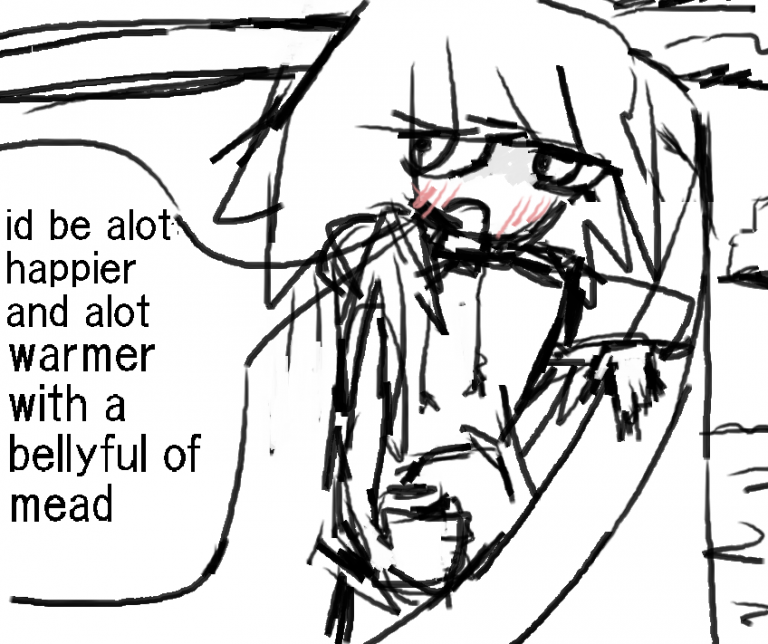 id be alot
happier
and alot
warmer
with a
bellyful of
mead